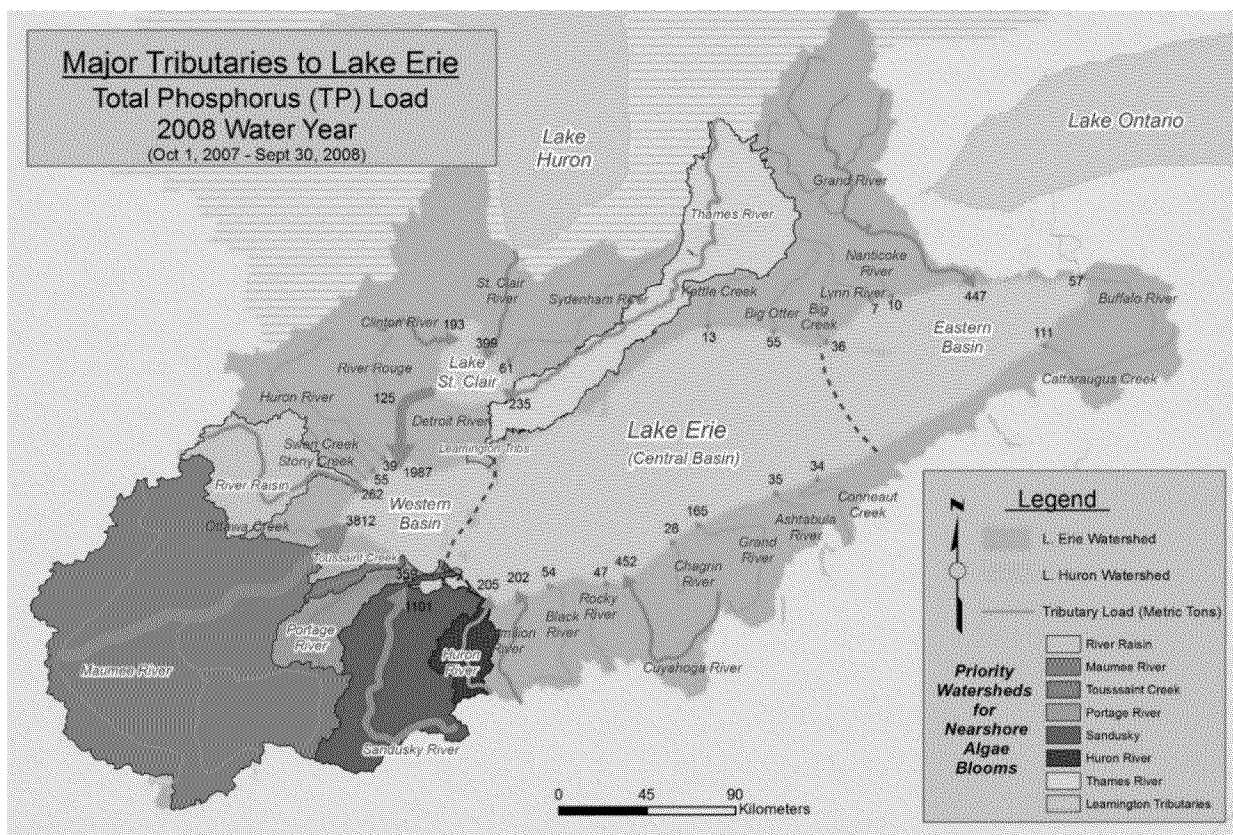 Major Tributaries to Lake Erie
Total Phosphorus (TP) Load
2008 Water Year
(Oct 1, 2007 - Sept 30, 2008)
Lake
Huron
Lake Ontario
Grand River
Thames River
Nanticoke
River
St. Clair
River
Sydenham River
Kettle Creek
Lynn River
10
447
57
Buffalo River
7
Clinton River
193
Big Otter
Big
Creek
Eastern
Basin
111
13
55
36
399
Lake
St. Clair
61
River Rouge
Cattaraugus Creek
Huron River
125
235
Detroit River
Lake Erie
(Central Basin)
Swan Creek
Stony Creek
Leamington Tribs
39
1987
55
34
River Raisin
262
Western
Basin
35
Conneaut
Creek
165
Ottawa Creek
3812
28
Ashtabula
River
Grand
River
Toussaint Creek
Chagrin
River
359
205
202
54
47
452
1101
Rocky
River
Black
River
Portage
River
milion
River
Huron
River
Maumee River
Cuyahoga River
Sandusky River
0
45
90
Kilometers
Legend
N
L. Erie Watershed
L. Huron Watershed
Tributary Load (Metric Tons)
Priority
Watersheds
for
Nearshore
Algae
Blooms
River Raisin
Maumee River
Tousssaint Creek
Portage River
Sandusky
Huron River
Thames River
Leamington Tributaries